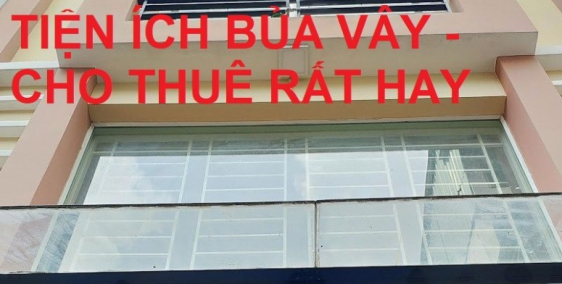 TIỆN ÍCH BỦA VÂY -
CHO THUÊ RẤT HAY